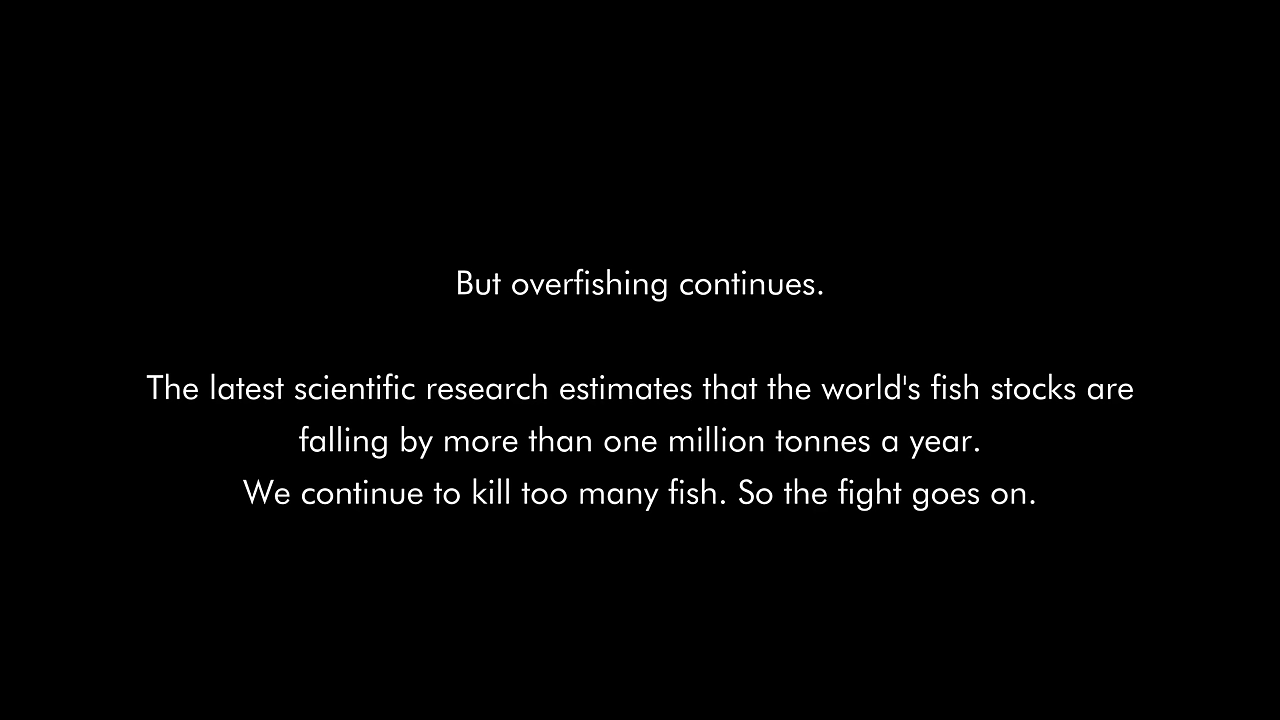 But overfishing continues.
The latest scientific research estimates that the world's fish stocks are
falling by more than one million tonnes a year.
We continue to kill too many fish. So the fight goes on.